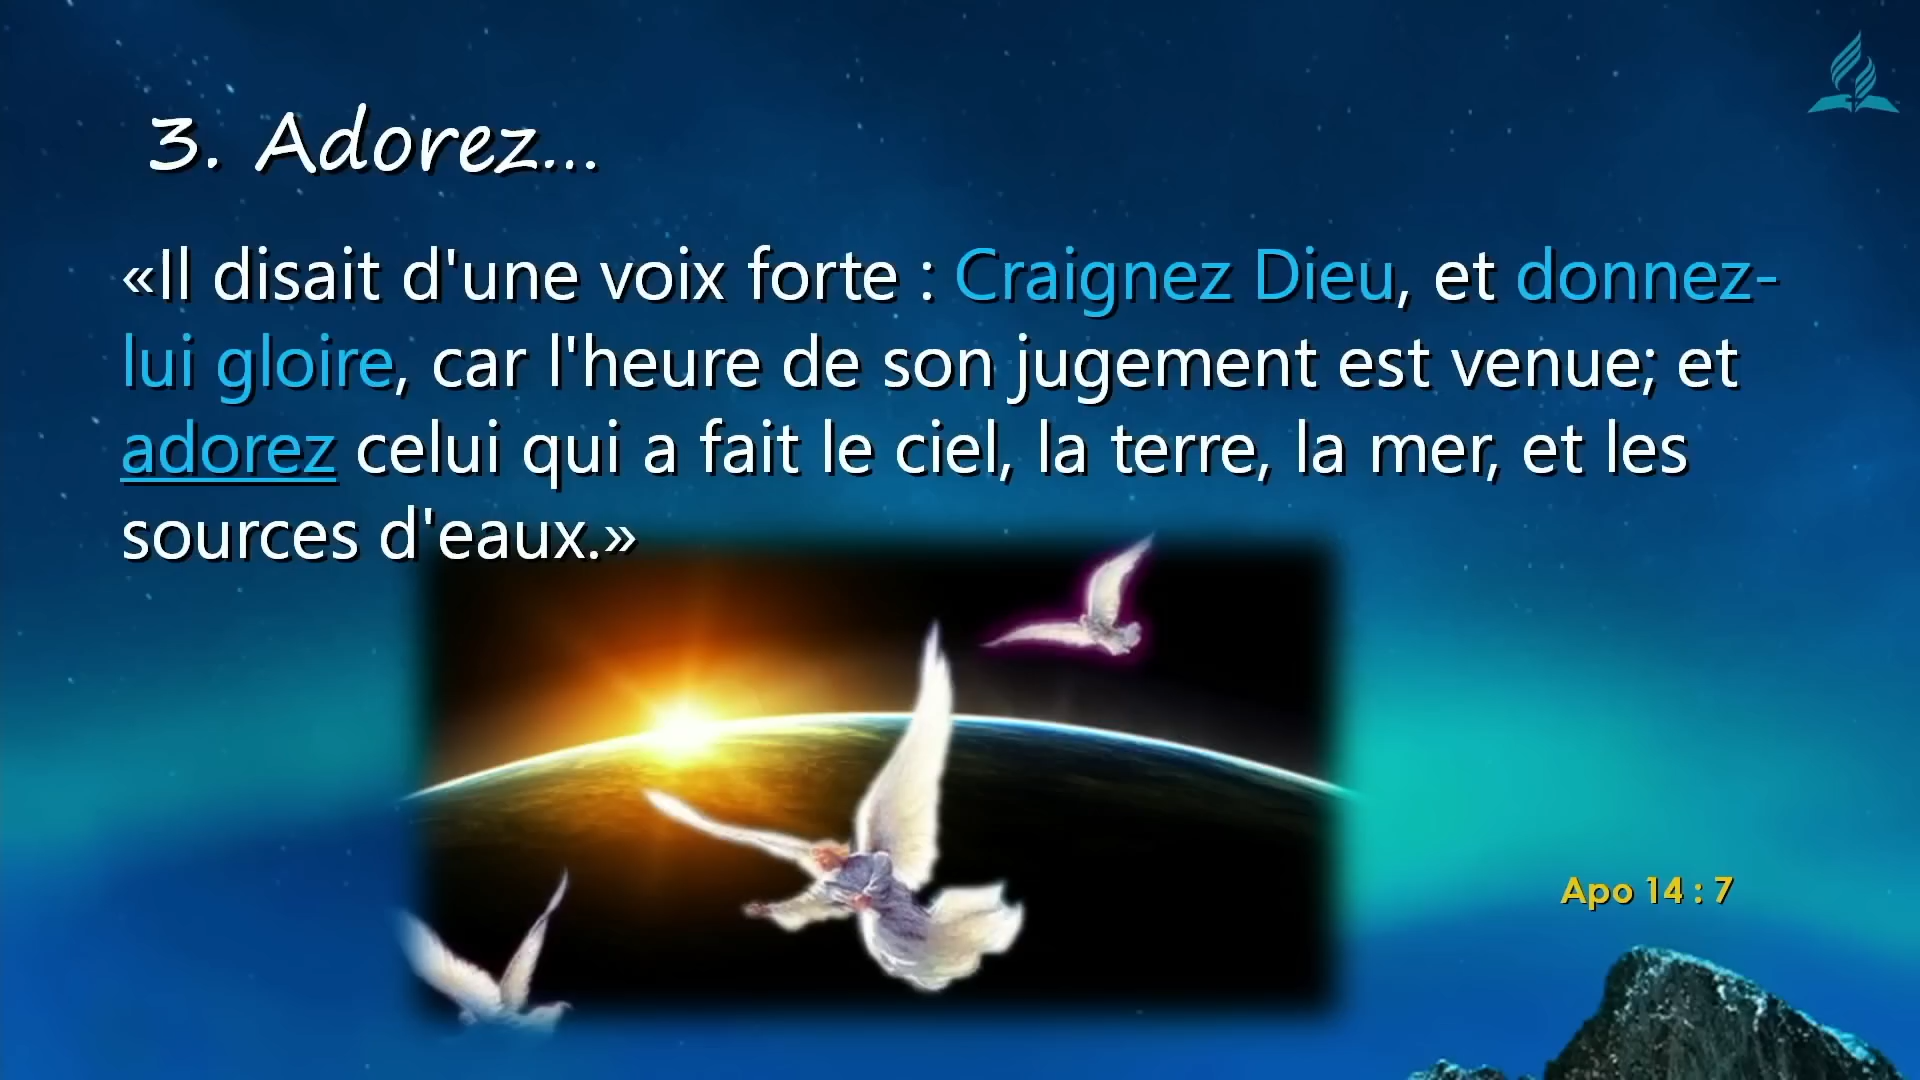 3. Adorez...
«Il disait d'une voix forte : Craignez Dieu, et donnez-
lui gloire, car l'heure de son jugement est venue; et
adorez celui qui a fait le ciel, la terre, la mer, et les
sources d'eaux.»
Apo 14 : 7